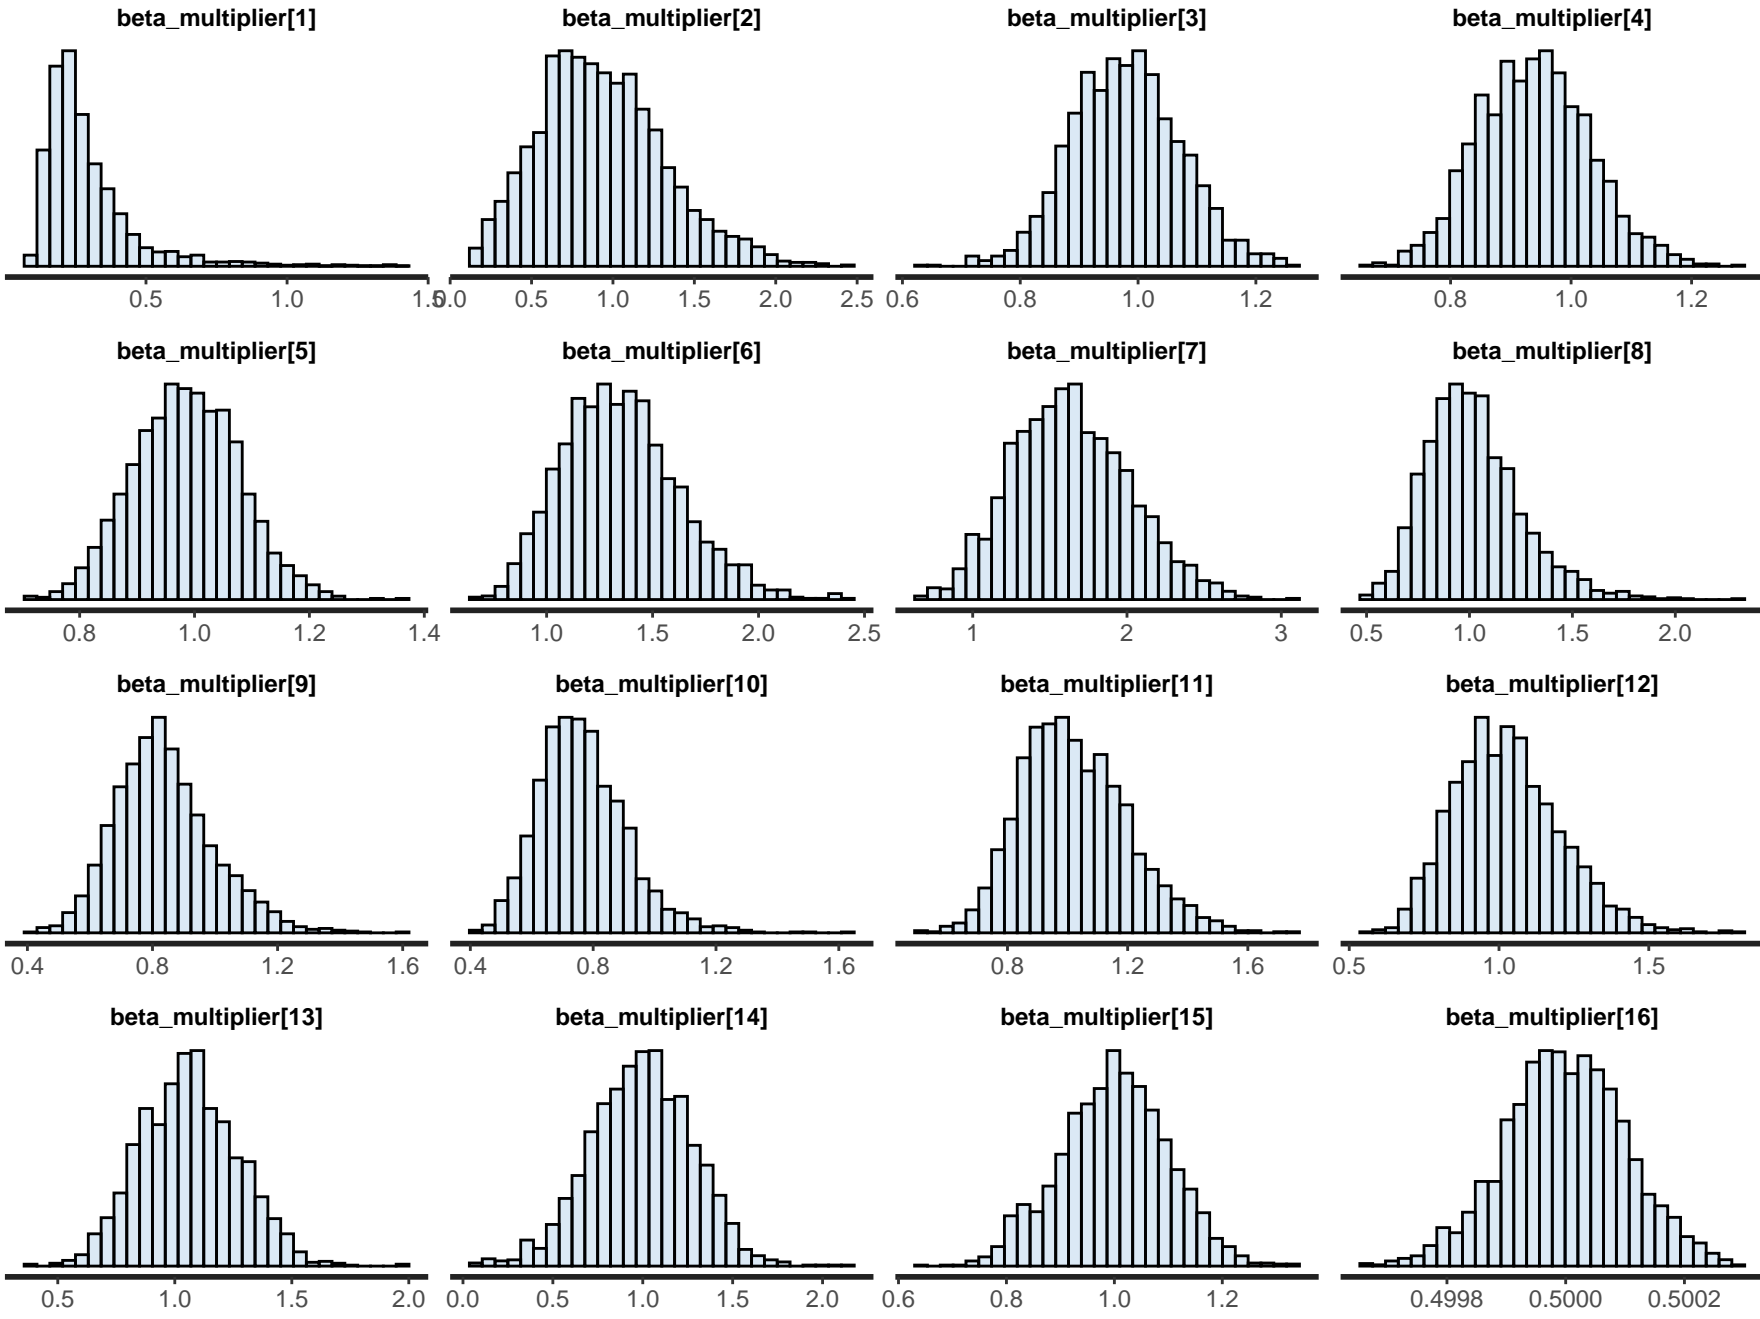 beta_multiplier[1] beta_multiplier[2] beta_multiplier[3] beta_multiplier[4]
0.5 1.0 1.5 0.0 0.5 1.0 1.5 2.0 2.5 0.6 0.8 1.0 1.2 0.8 1.0 1.2
beta_multiplier[5] beta_multiplier[6] beta_multiplier[7] beta_multiplier[8]
0.8 1.0 1.2 1.4 1.0 1.5 2.0 2.5 1 2 3 0.5 1.0 1.5 2.0
beta_multiplier[9] beta_multiplier[10] beta_multiplier[11] beta_multiplier[12]
0.4 0.8 1.2 1.6 0.4 0.8 1.2 1.6 0.8 1.2 1.6 0.5 1.0 1.5
beta_multiplier[13] beta_multiplier[14] beta_multiplier[15] beta_multiplier[16]
0.5 1.0 1.5 2.0 0.0 0.5 1.0 1.5 2.0 0.6 0.8 1.0 1.2 0.4998 0.5000 0.5002